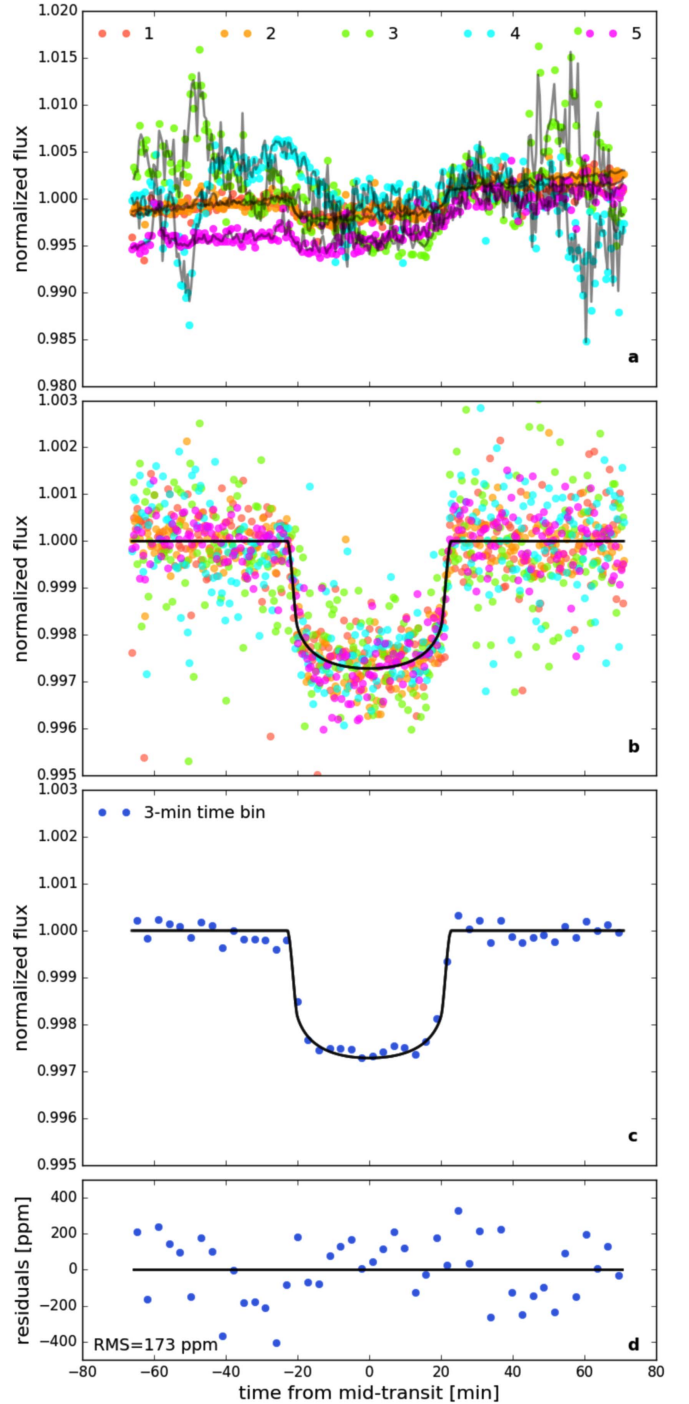 1.020
1 2 3 4 5
1.015
1.010
1.005
1.000
0.995
0.990
0.985
0.980
normalized flux
a
1.003
1.002
1.001
1.000
0.999
0.998
0.997
0.996
0.995
normalized flux
b
1.003
3-min time bin
1.002
1.001
1.000
0.999
0.998
0.997
0.996
0.995
normalized flux
c
400
200
0
−200
−400
residuals [ppm]
RMS=173 ppm
d
−80 −60 −40 −20 0 20 40 60 80
time from mid-transit [min]